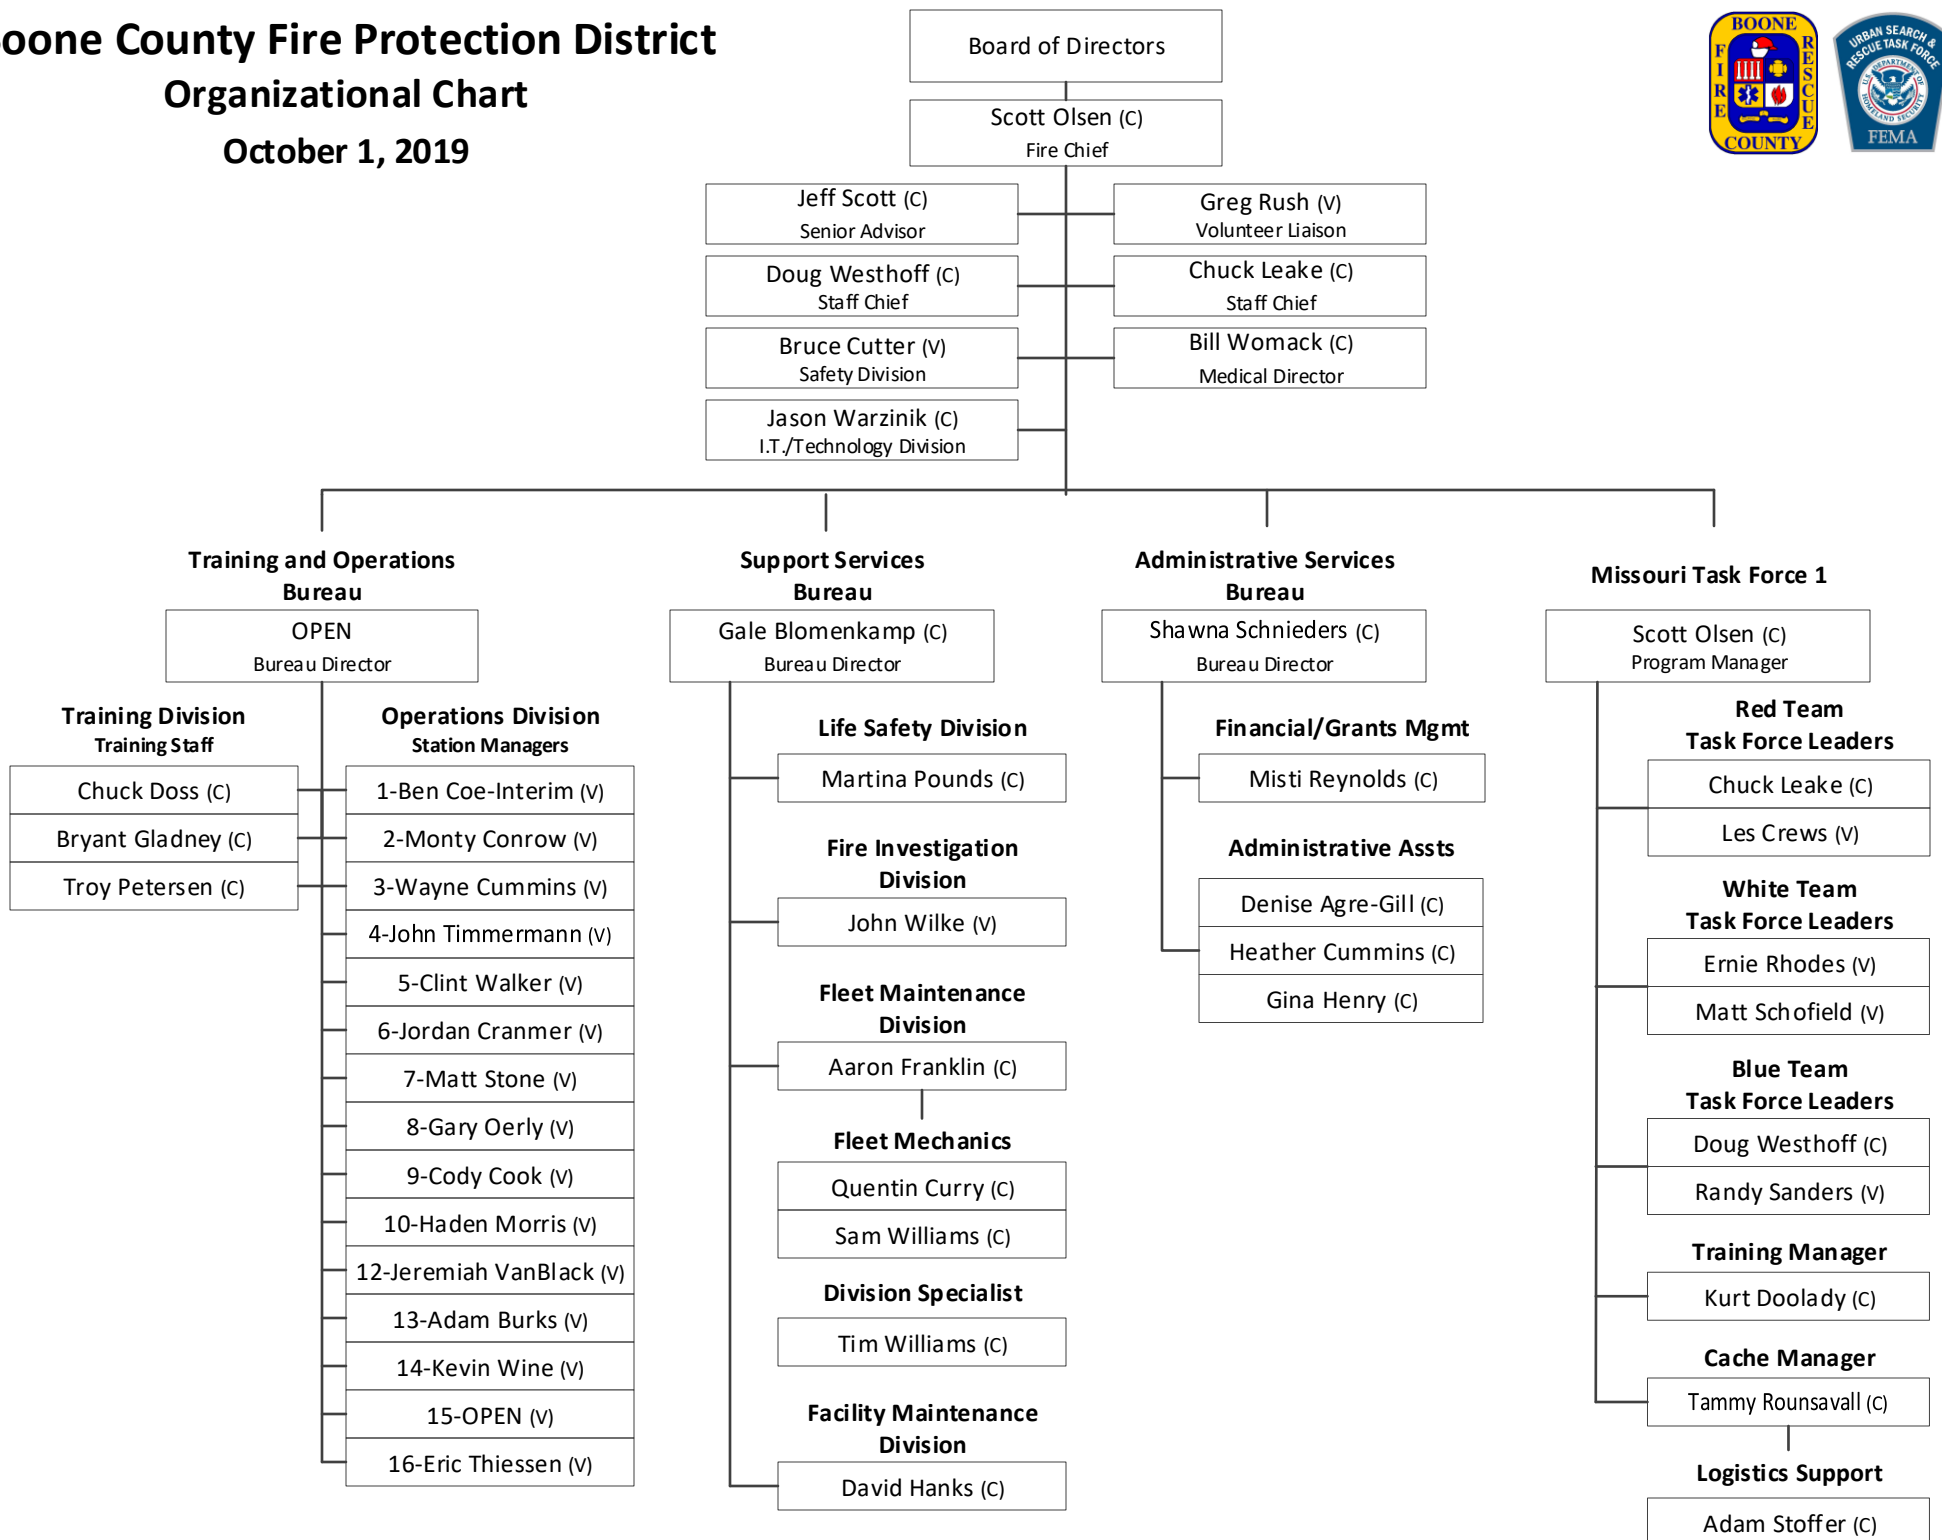 oone County Fire Protection District
Organizational Chart
October 1, 2019
BOONE
FIRE
RESCUE
COUNTY
URBAN SEARCH &
RESCUE TASK FORCE
U.S. DEPARTMENT OF
HOMELAND SECURITY
FEMA
Board of Directors
Scott Olsen (C)
Fire Chief
Jeff Scott (C)
Senior Advisor
Greg Rush (V)
Volunteer Liaison
Doug Westhoff (C)
Staff Chief
Chuck Leake (C)
Staff Chief
Bruce Cutter (V)
Safety Division
Bill Womack (C)
Medical Director
Jason Warzinik (C)
I.T./Technology Division
Training and Operations
Bureau
OPEN
Bureau Director
Training Division
Training Staff
Chuck Doss (C)
Bryant Gladney (C)
Troy Petersen (C)
Operations Division
Station Managers
1-Ben Coe-Interim (V)
2-Monty Conrow (V)
3-Wayne Cummins (V)
4-John Timmermann (V)
5-Clint Walker (V)
6-Jordan Cranmer (V)
7-Matt Stone (V)
8-Gary Oerly (V)
9-Cody Cook (V)
10-Haden Morris (V)
12-Jeremiah VanBlack (V)
13-Adam Burks (V)
14-Kevin Wine (V)
15-OPEN (V)
16-Eric Thiessen (V)
Support Services
Bureau
Gale Blomenkamp (C)
Bureau Director
Life Safety Division
Martina Pounds (C)
Fire Investigation
Division
John Wilke (V)
Fleet Maintenance
Division
Aaron Franklin (C)
Fleet Mechanics
Quentin Curry (C)
Sam Williams (C)
Division Specialist
Tim Williams (C)
Facility Maintenance
Division
David Hanks (C)
Administrative Services
Bureau
Shawna Schnieders (C)
Bureau Director
Financial/Grants Mgmt
Misti Reynolds (C)
Administrative Assts
Denise Agre-Gill (C)
Heather Cummins (C)
Gina Henry (C)
Missouri Task Force 1
Scott Olsen (C)
Program Manager
Red Team
Task Force Leaders
Chuck Leake (C)
Les Crews (V)
White Team
Task Force Leaders
Ernie Rhodes (V)
Matt Schofield (V)
Blue Team
Task Force Leaders
Doug Westhoff (C)
Randy Sanders (V)
Training Manager
Kurt Doolady (C)
Cache Manager
Tammy Rounsavall (C)
Logistics Support
Adam Stoffer (C)